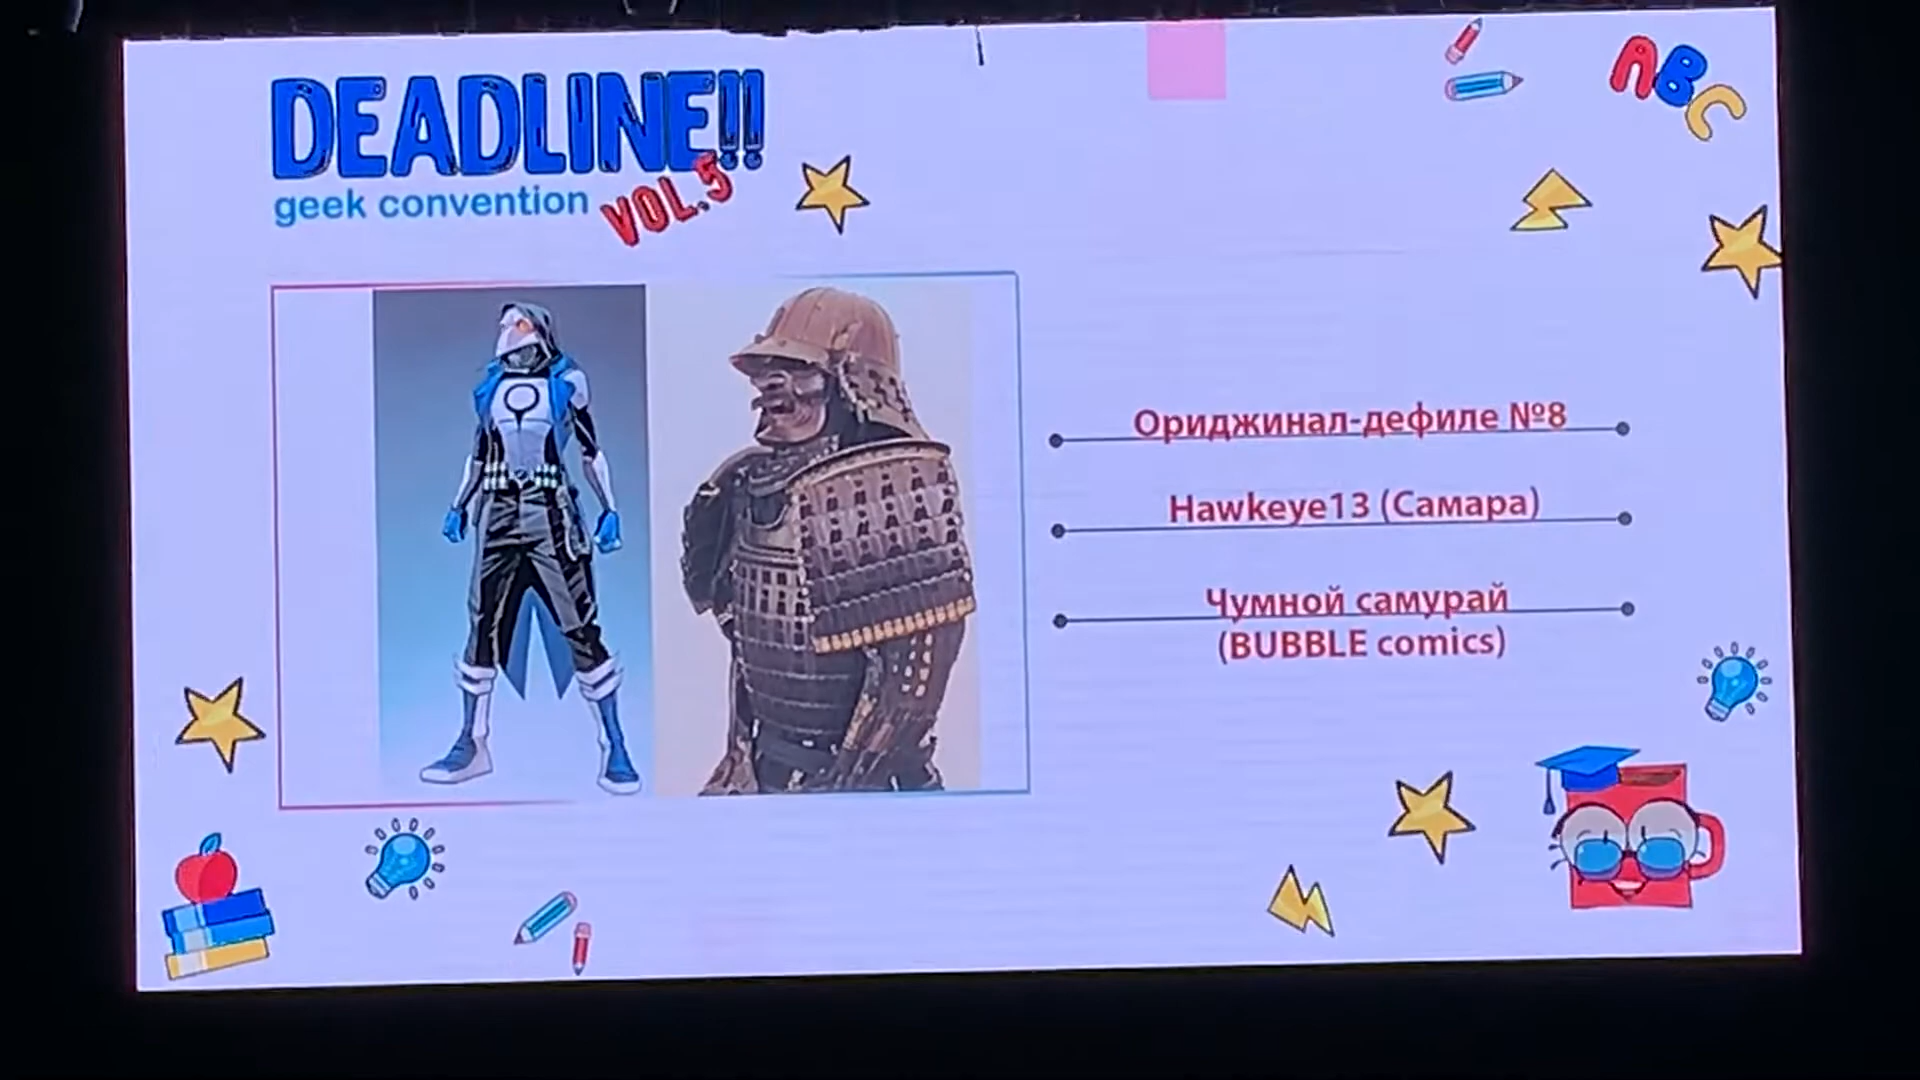 DEADLINE!!
geek convention
VOL.5
ABC
Ориджинал-дефиле №8
Hawkeye13 (Самара)
Чумной самурай
(BUBBLE comics)